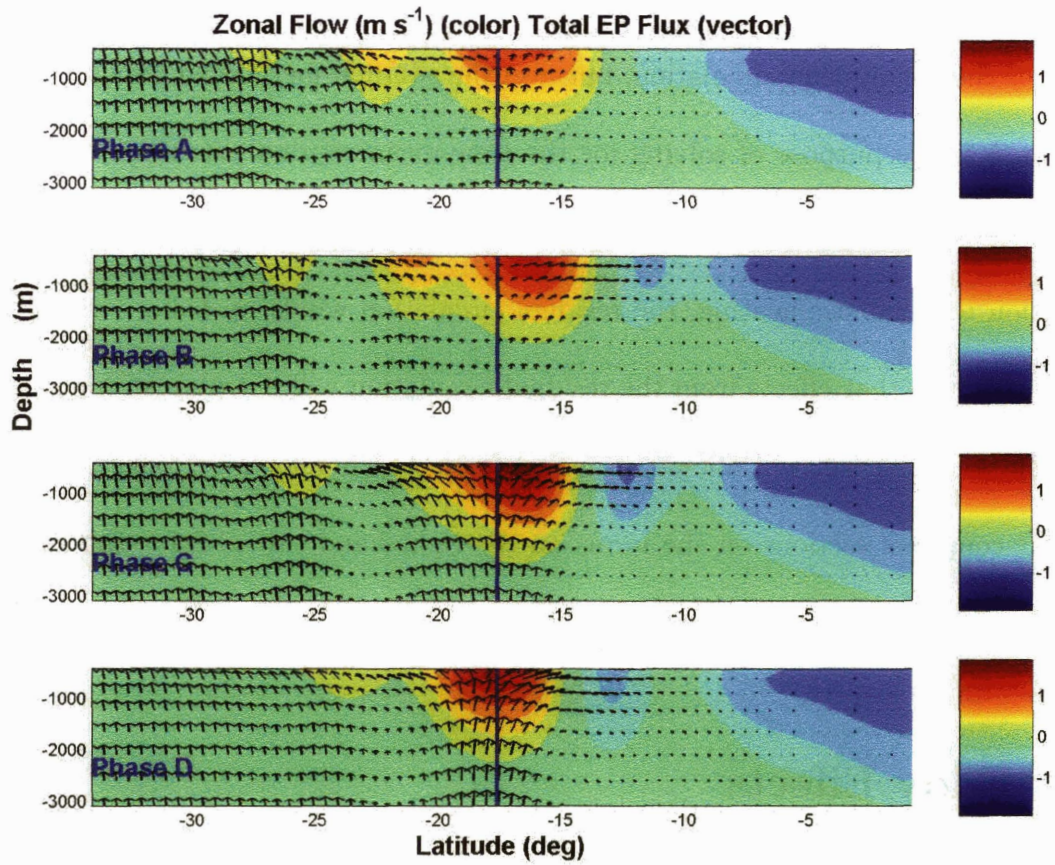 Zonal Flow (m s⁻¹) (color) Total EP Flux (vector)
-1000
-2000
Phase A
-3000
-30 -25 -20 -15 -10 -5
1
0
-1
-1000
-2000
Phase B
-3000
-30 -25 -20 -15 -10 -5
1
0
-1
Depth (m)
-1000
-2000
Phase C
-3000
-30 -25 -20 -15 -10 -5
1
0
-1
-1000
-2000
Phase D
-3000
-30 -25 -20 -15 -10 -5
1
0
-1
Latitude (deg)